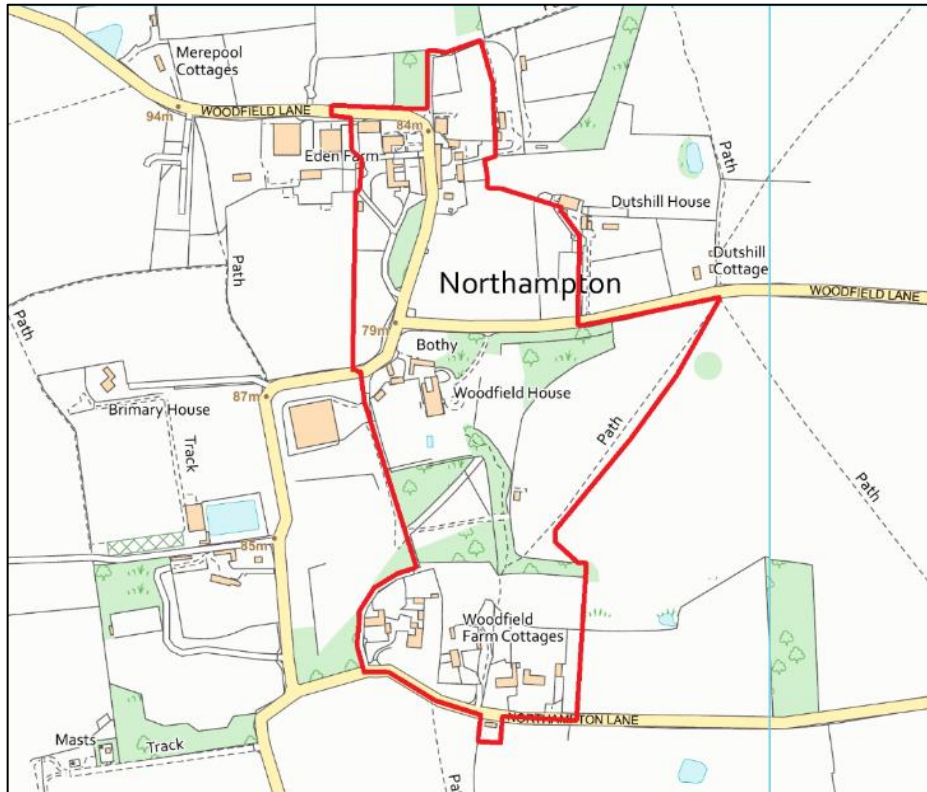 Merepool
Cottages
WOODFIELD LANE
94m
84m
Eden Farm
Path
Dutshill House
Path
Dutshill
Cottage
Northampton
WOODFIELD LANE
Path
79m
Bothy
Woodfield House
87m
Brimary House
Path
Track
Path
85m
Woodfield
Farm Cottages
NORTHAMPTON LANE
Masts
Track